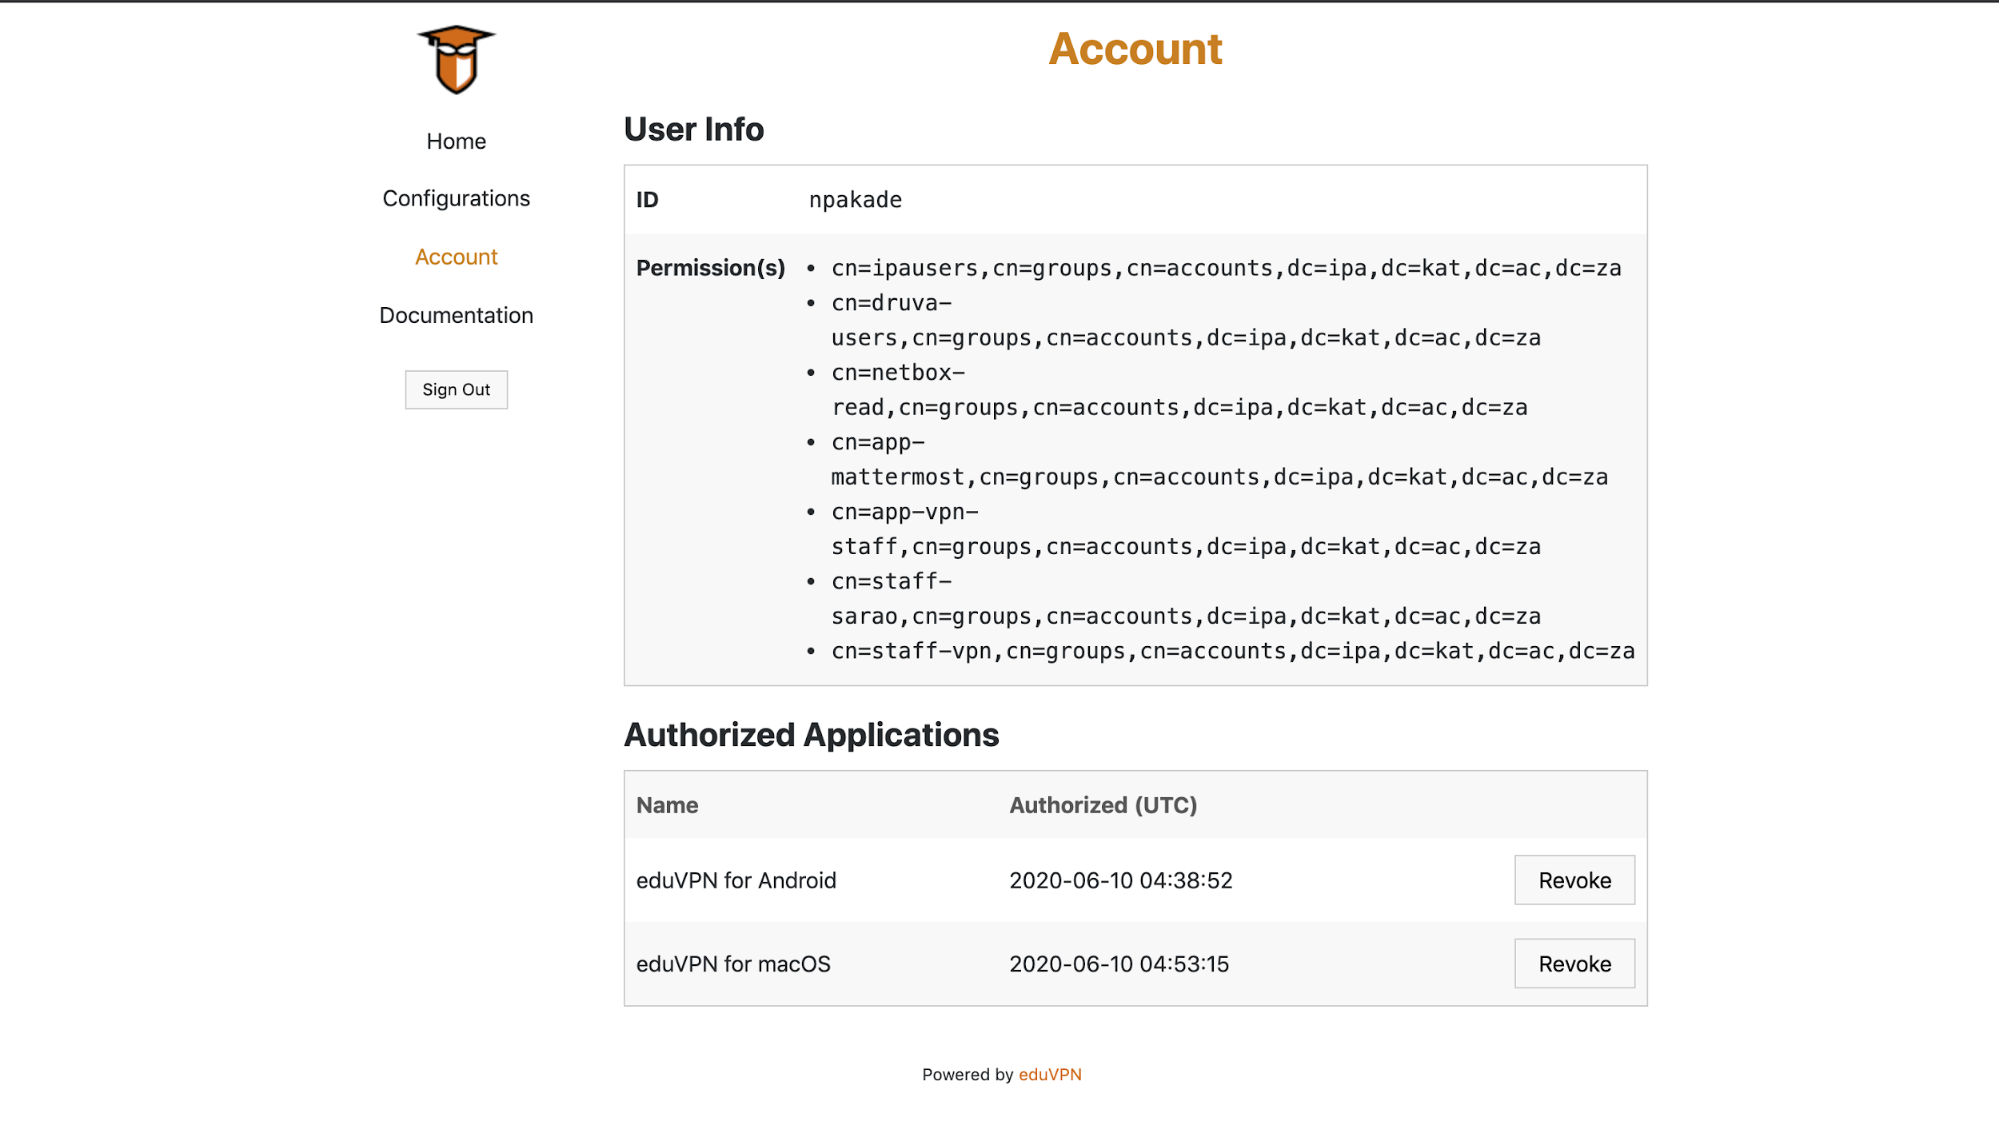 Home
Configurations
Account
Documentation
Sign Out
Account
User Info
ID npakade
Permission(s) • cn=ipausers,cn=groups,cn=accounts,dc=ipa,dc=kat,dc=ac,dc=za
• cn=druva-
users,cn=groups,cn=accounts,dc=ipa,dc=kat,dc=ac,dc=za
• cn=netbox-
read,cn=groups,cn=accounts,dc=ipa,dc=kat,dc=ac,dc=za
• cn=app-
mattermost,cn=groups,cn=accounts,dc=ipa,dc=kat,dc=ac,dc=za
• cn=app-vpn-
staff,cn=groups,cn=accounts,dc=ipa,dc=kat,dc=ac,dc=za
• cn=staff-
sarao,cn=groups,cn=accounts,dc=ipa,dc=kat,dc=ac,dc=za
• cn=staff-vpn,cn=groups,cn=accounts,dc=ipa,dc=kat,dc=ac,dc=za
Authorized Applications
Name Authorized (UTC)
eduVPN for Android 2020-06-10 04:38:52 Revoke
eduVPN for macOS 2020-06-10 04:53:15 Revoke
Powered by eduVPN